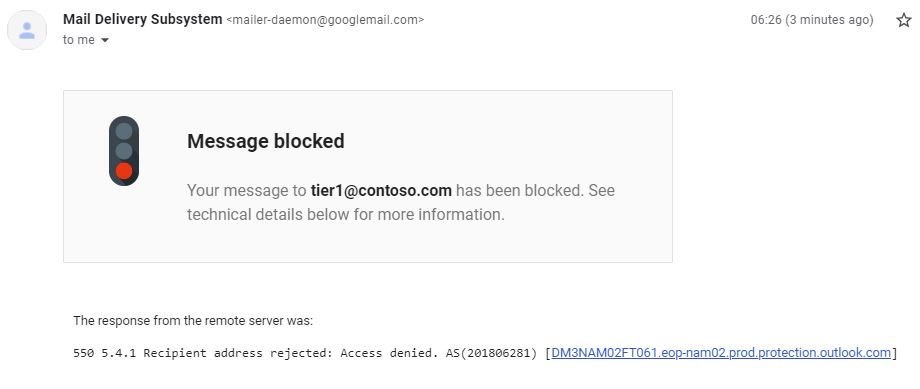 Mail Delivery Subsystem <mailer-daemon@googlemail.com> 06:26 (3 minutes ago)
to me
Message blocked
Your message to tier1@contoso.com has been blocked. See
technical details below for more information.
The response from the remote server was:
550 5.4.1 Recipient address rejected: Access denied. AS(201806281) [DM3NAM02FT061.eop-nam02.prod.protection.outlook.com]